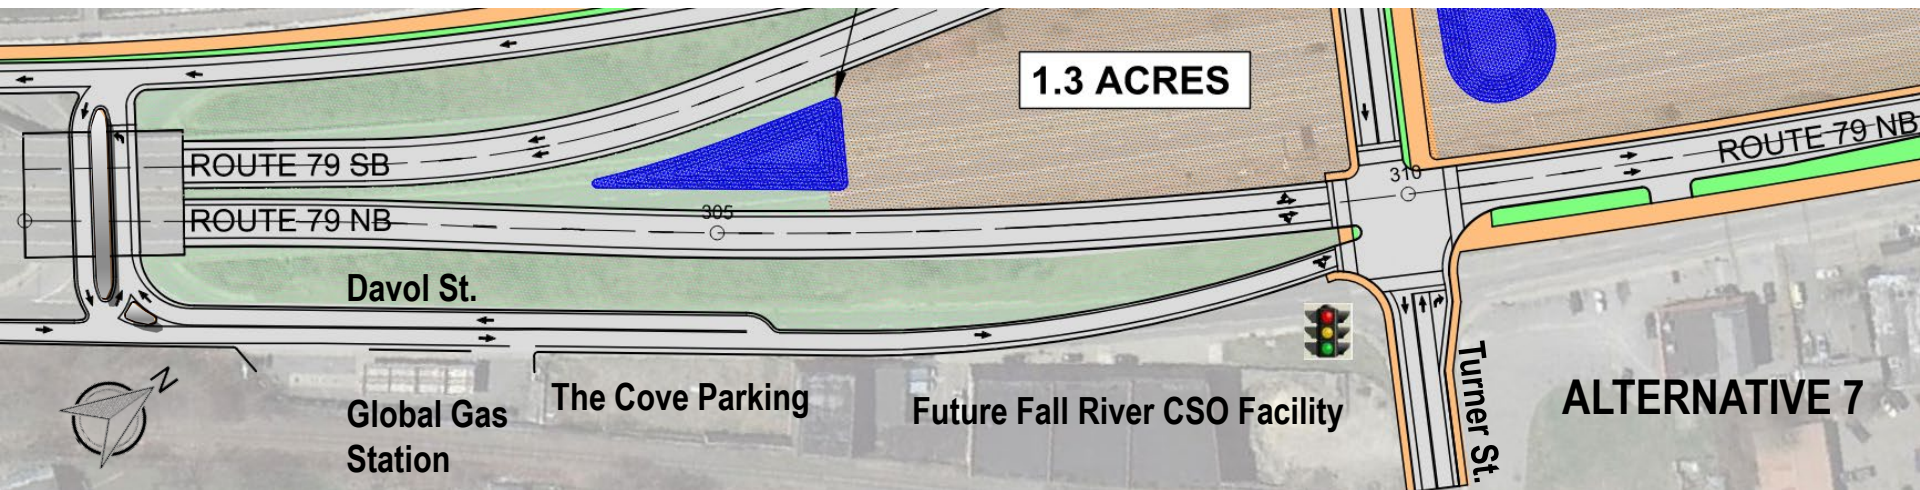 1.3 ACRES
ROUTE 79 NB
310
ROUTE 79 SB
ROUTE 79 NB
305
Davol St.
N
The Cove Parking
Global Gas
Station
Future Fall River CSO Facility
Turner St.
ALTERNATIVE 7